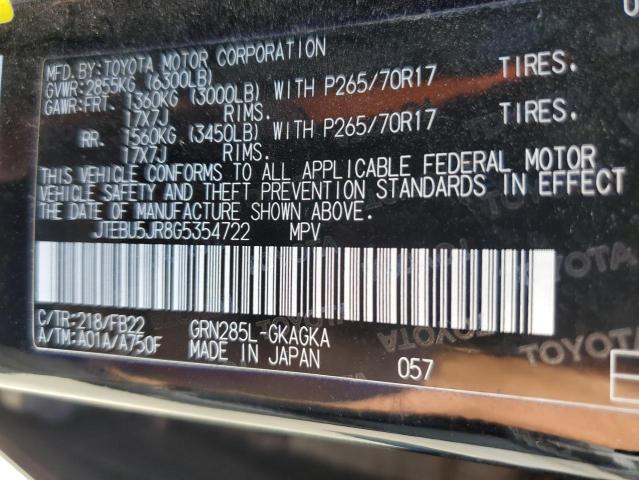 MFD. BY: TOYOTA MOTOR CORPORATION
GVWR: 2855KG (6300LB)
GAWR: FRT. 1360KG (3000LB) WITH P265/70R17 TIRES.
17X7J RIMS.
RR. 1560KG (3450LB) WITH P265/70R17 TIRES.
17X7J RIMS.
THIS VEHICLE CONFORMS TO ALL APPLICABLE FEDERAL MOTOR
VEHICLE SAFETY AND THEFT PREVENTION STANDARDS IN EFFECT
THE DATE OF MANUFACTURE SHOWN ABOVE.
JTEBU5JR8G5354722 MPV
C/TR: 218/FB22 GRN285L-GKAGKA
A/TM: A01A/A750F MADE IN JAPAN 057
TOYOTA
TOYOTA